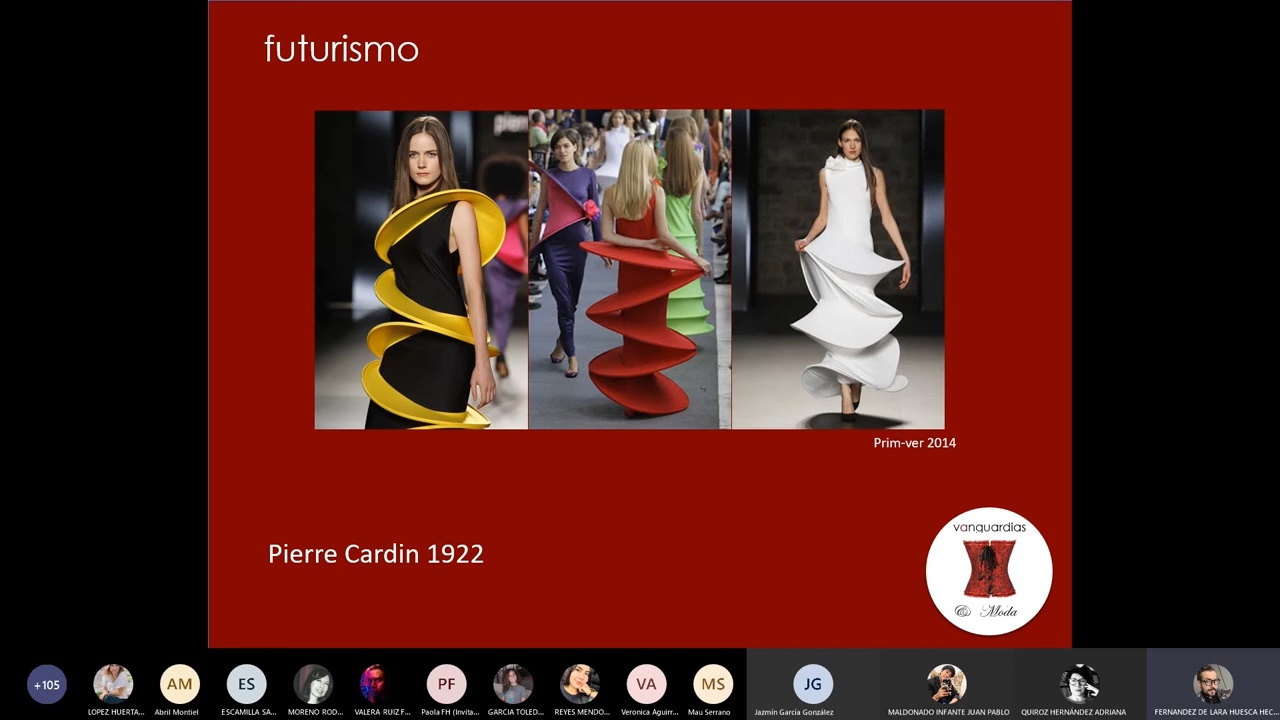 futurismo
Prim-ver 2014
Pierre Cardin 1922
vanguardias
& Moda
+105
AM
ES
PF
VA
MS
JG
LOPEZ HUERTA...
Abril Montiel
ESCAMILLA SA...
MORENO ROD...
VALERA RUIZ F...
Paola FH (Invita...
GARCIA TOLED...
REYES MENDO...
Veronica Aguirr...
Mau Serrano
Jazmín García González
MALDONADO INFANTE JUAN PABLO
QUIROZ HERNÁNDEZ ADRIANA
FERNANDEZ DE LARA HUESCA HEC...